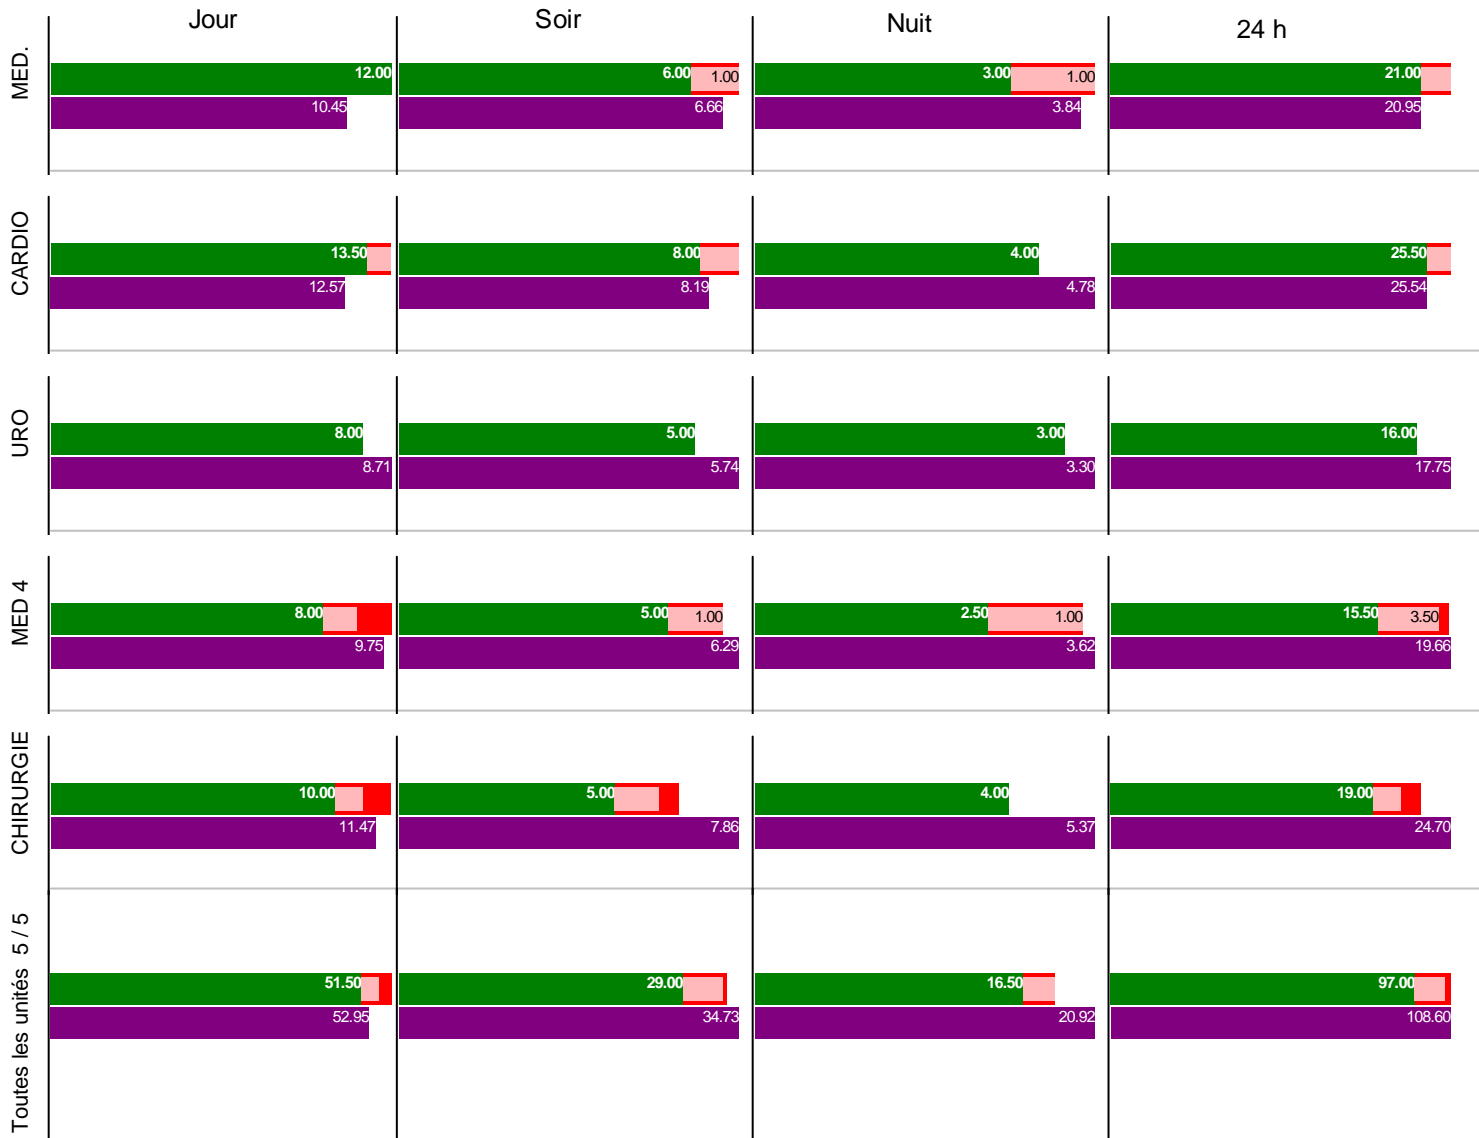 Jour Soir Nuit 24 h
MED.
12.00 6.00 1.00 3.00 1.00 21.00
10.45 6.66 3.84 20.95
CARDIO
13.50 8.00 4.00 25.50
12.57 8.19 4.78 25.54
URO
8.00 5.00 3.00 16.00
8.71 5.74 3.30 17.75
MED 4
8.00 5.00 1.00 2.50 1.00 15.50 3.50
9.75 6.29 3.62 19.66
CHIRURGIE
10.00 5.00 4.00 19.00
11.47 7.86 5.37 24.70
Toutes les unités 5 / 5
51.50 29.00 16.50 97.00
52.95 34.73 20.92 108.60